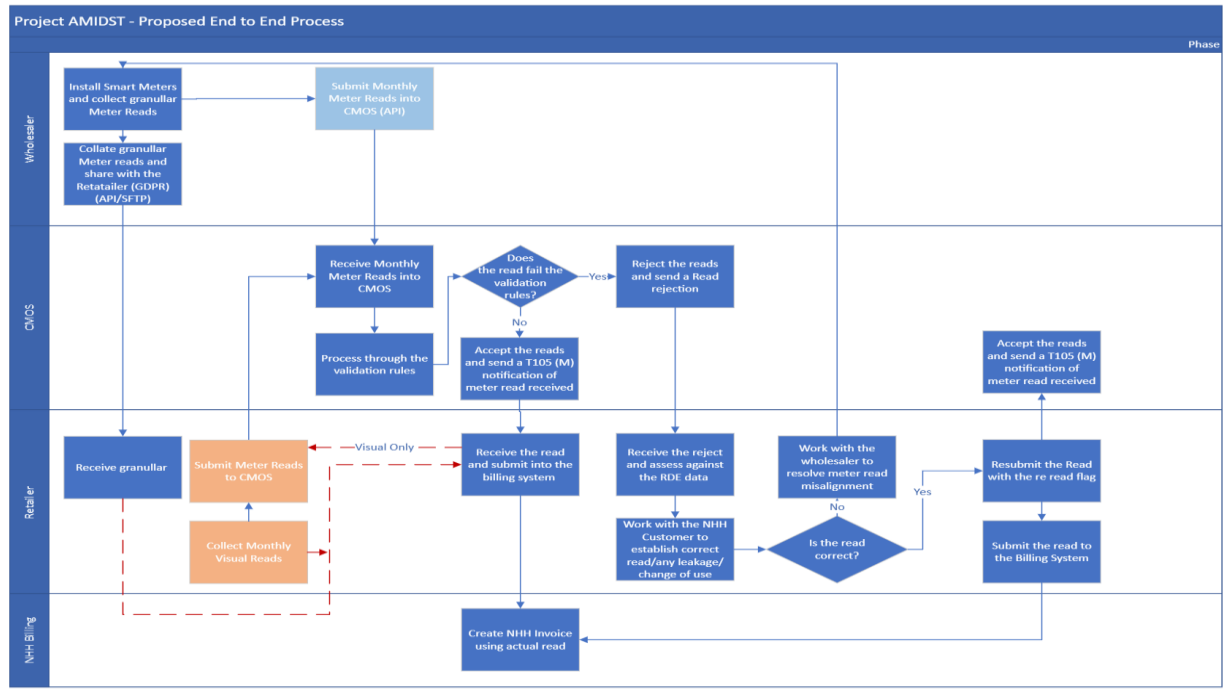 Project AMIDST - Proposed End to End Process
Phase
Wholesaler
Install Smart Meters
and collect granullar
Meter Reads
Submit Monthly
Meter Reads into
CMOS (API)
Collate granullar
Meter reads and
share with the
Retatailer (GDPR)
(API/SFTP)
CMOS
Receive Monthly
Meter Reads into
CMOS
Does
the read fail the
validation
rules?
Yes
Reject the reads
and send a Read
rejection
No
Process through the
validation rules
Accept the reads
and send a T105 (M)
notification of
meter read received
Accept the reads
and send a T105 (M)
notification of
meter read received
Retailer
Receive granullar
Submit Meter Reads
to CMOS
Visual Only
Receive the read
and submit into the
billing system
Receive the reject
and assess against
the RDE data
Work with the
wholesaler to
resolve meter read
misalignment
Resubmit the Read
with the re read flag
Yes
No
Collect Monthly
Visual Reads
Work with the NHH
Customer to
establish correct
read/any leakage/
change of use
Is the read
correct?
Submit the read to
the Billing System
NHH Billing
Create NHH Invoice
using actual read